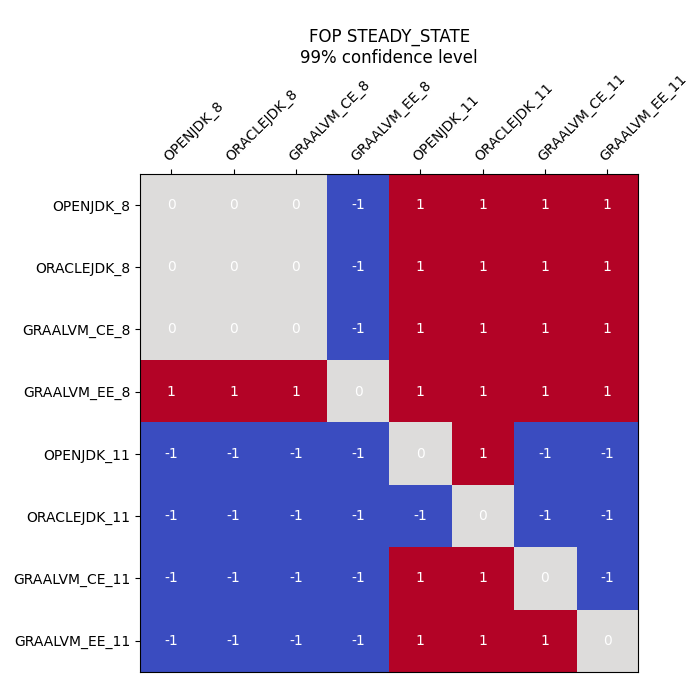 FOP STEADY_STATE
99% confidence level
OPENJDK_8 ORACLEJDK_8 GRAALVM_CE_8 GRAALVM_EE_8 OPENJDK_11 ORACLEJDK_11 GRAALVM_CE_11 GRAALVM_EE_11
OPENJDK_8 0 0 0 -1 1 1 1 1
ORACLEJDK_8 0 0 0 -1 1 1 1 1
GRAALVM_CE_8 0 0 0 -1 1 1 1 1
GRAALVM_EE_8 1 1 1 0 1 1 1 1
OPENJDK_11 -1 -1 -1 -1 0 1 -1 -1
ORACLEJDK_11 -1 -1 -1 -1 -1 0 -1 -1
GRAALVM_CE_11 -1 -1 -1 -1 1 1 0 -1
GRAALVM_EE_11 -1 -1 -1 -1 1 1 1 0